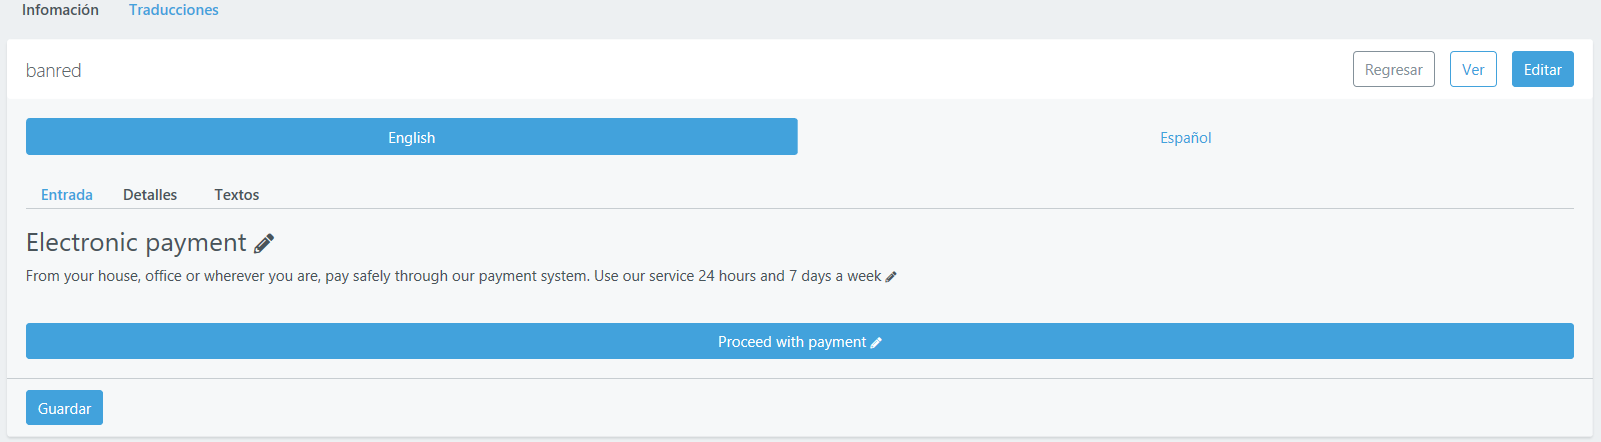 Infomación Traducciones
banred Regresar Ver Editar
English Español
Entrada Detalles Textos
Electronic payment
From your house, office or wherever you are, pay safely through our payment system. Use our service 24 hours and 7 days a week
Proceed with payment
Guardar